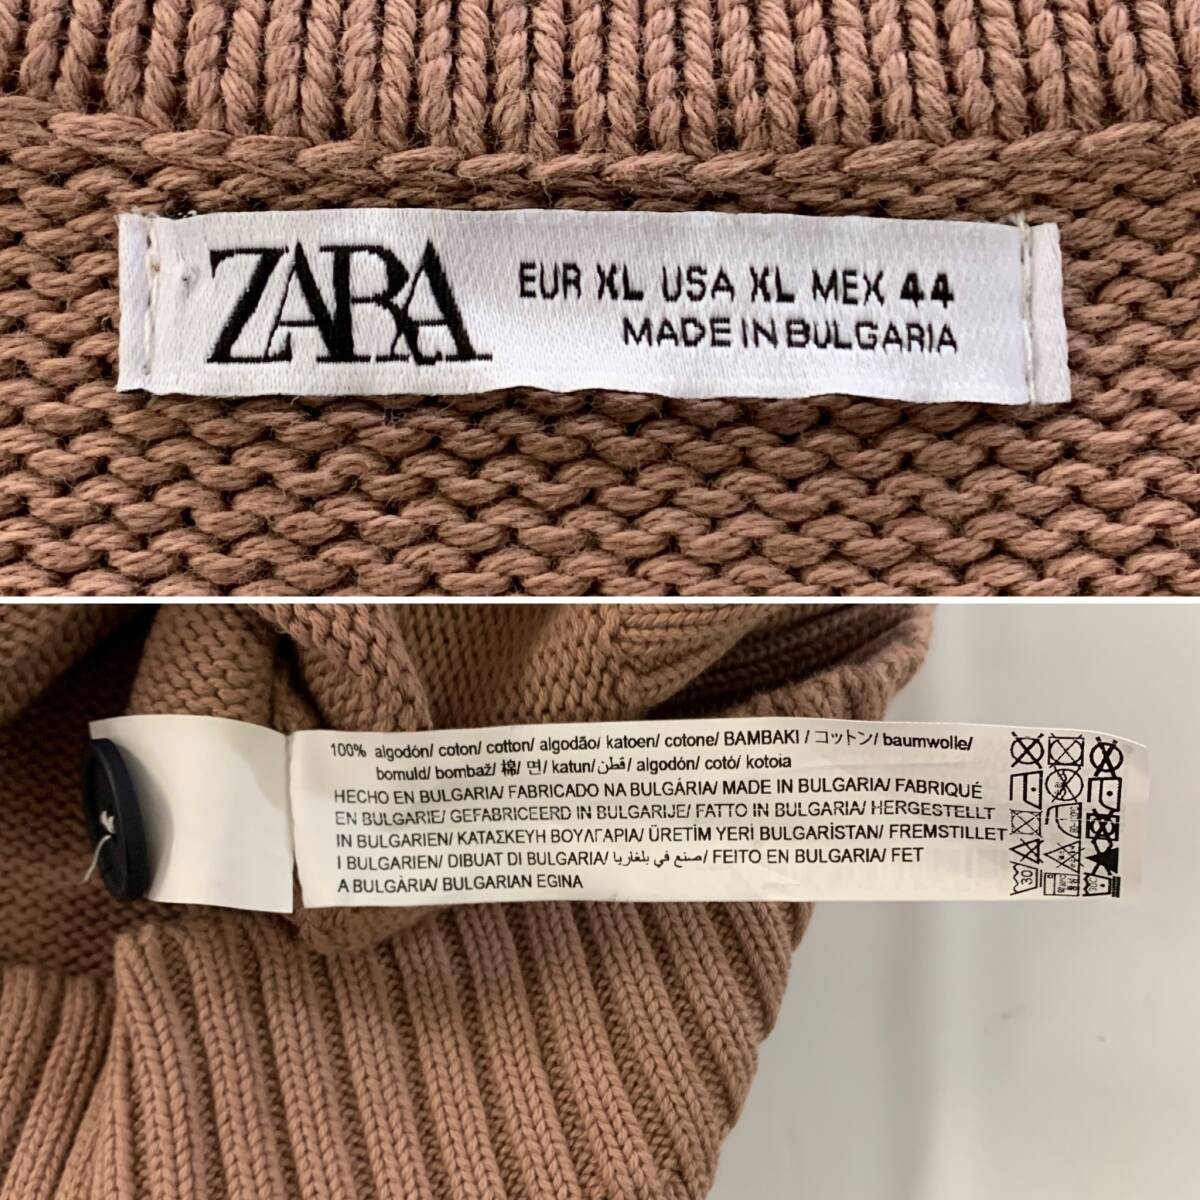 ZARA
EUR XL USA XL MEX 44
MADE IN BULGARIA
100% algodón/ coton/ cotton/ algodão/ katoen/ cotone/ BAMBAKI / コットン/ baumwolle/
bomuld/ bombaž/ 棉/ 면/ katun/ قطن/ algodón/ cotó/ kotoia
HECHO EN BULGARIA/ FABRICADO NA BULGÁRIA/ MADE IN BULGARIA/ FABRIQUÉ
EN BULGARIE/ GEFABRICEERD IN BULGARIJE/ FATTO IN BULGARIA/ HERGESTELLT
IN BULGARIEN/ ΚΑΤΑΣΚΕΥΗ ΒΟΥΛΓΑΡΙΑ/ ÜRETİM YERİ BULGARİSTAN/ FREMSTILLET
I BULGARIEN/ DIBUAT DI BULGARIA/ صنع في بلغاريا/ FEITO EN BULGARIA/ FET
A BULGÀRIA/ BULGARIAN EGINA
30